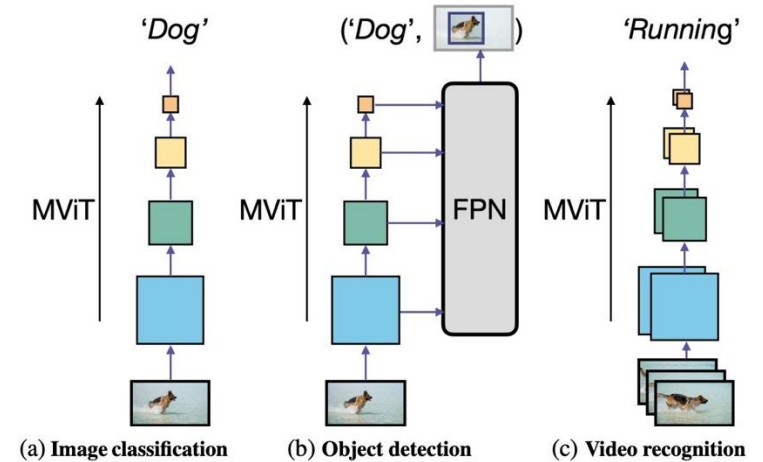 'Dog'
('Dog', )
'Running'
MViT
MViT
FPN
MViT
(a) Image classification
(b) Object detection
(c) Video recognition